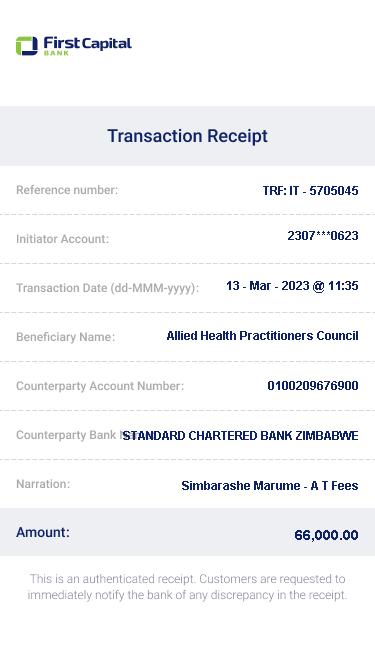 First Capital
BANK
Transaction Receipt
Reference number: TRF: IT - 5705045
Initiator Account: 2307***0623
Transaction Date (dd-MMM-yyyy): 13 - Mar - 2023 @ 11:35
Beneficiary Name: Allied Health Practitioners Council
Counterparty Account Number: 0100209676900
Counterparty Bank STANDARD CHARTERED BANK ZIMBABWE
Narration: Simbarashe Marume - A T Fees
Amount: 66,000.00
This is an authenticated receipt. Customers are requested to
immediately notify the bank of any discrepancy in the receipt.